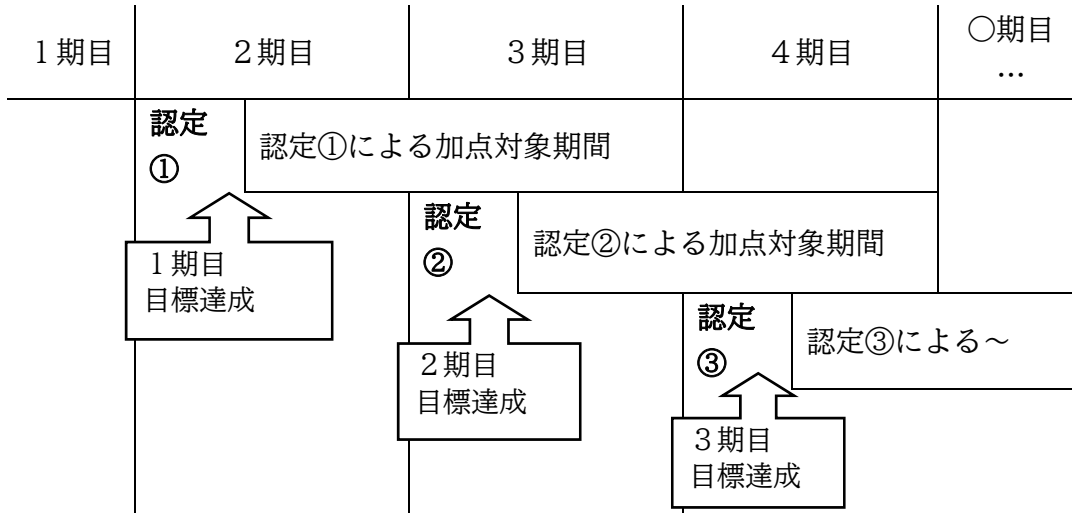 １期目
２期目
３期目
４期目
○期目
…
認定
①
認定①による加点対象期間
１期目
目標達成
認定
②
認定②による加点対象期間
２期目
目標達成
認定
③
認定③による～
３期目
目標達成